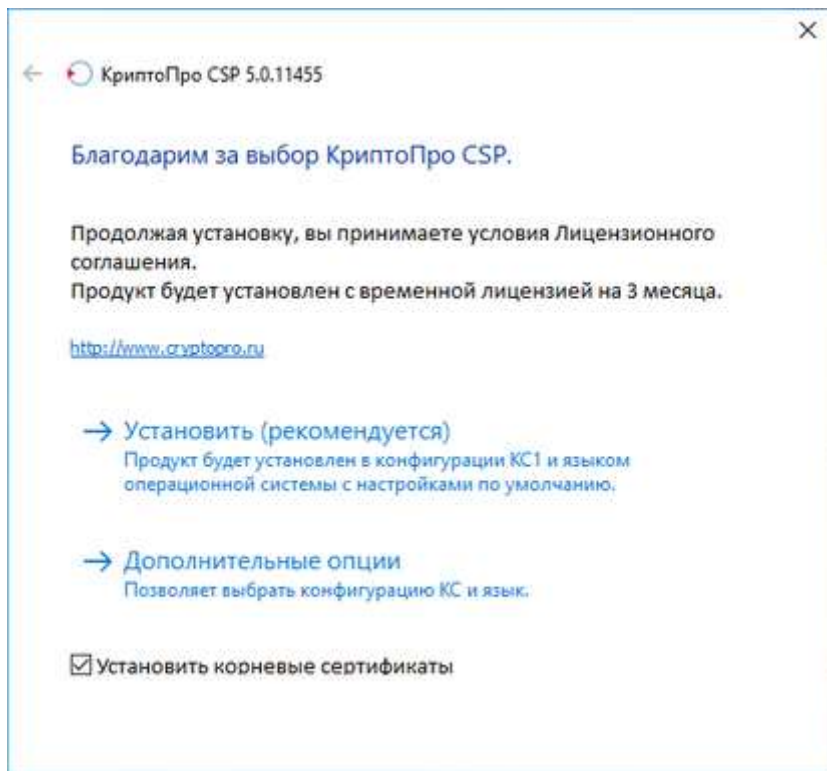 КриптоПро CSP 5.0.11455
Благодарим за выбор КриптоПро CSP.
Продолжая установку, вы принимаете условия Лицензионного
соглашения.
Продукт будет установлен с временной лицензией на 3 месяца.
http://www.cryptopro.ru
Установить (рекомендуется)
Продукт будет установлен в конфигурации КС1 и языком
операционной системы с настройками по умолчанию.
Дополнительные опции
Позволяет выбрать конфигурацию КС и язык.
Установить корневые сертификаты